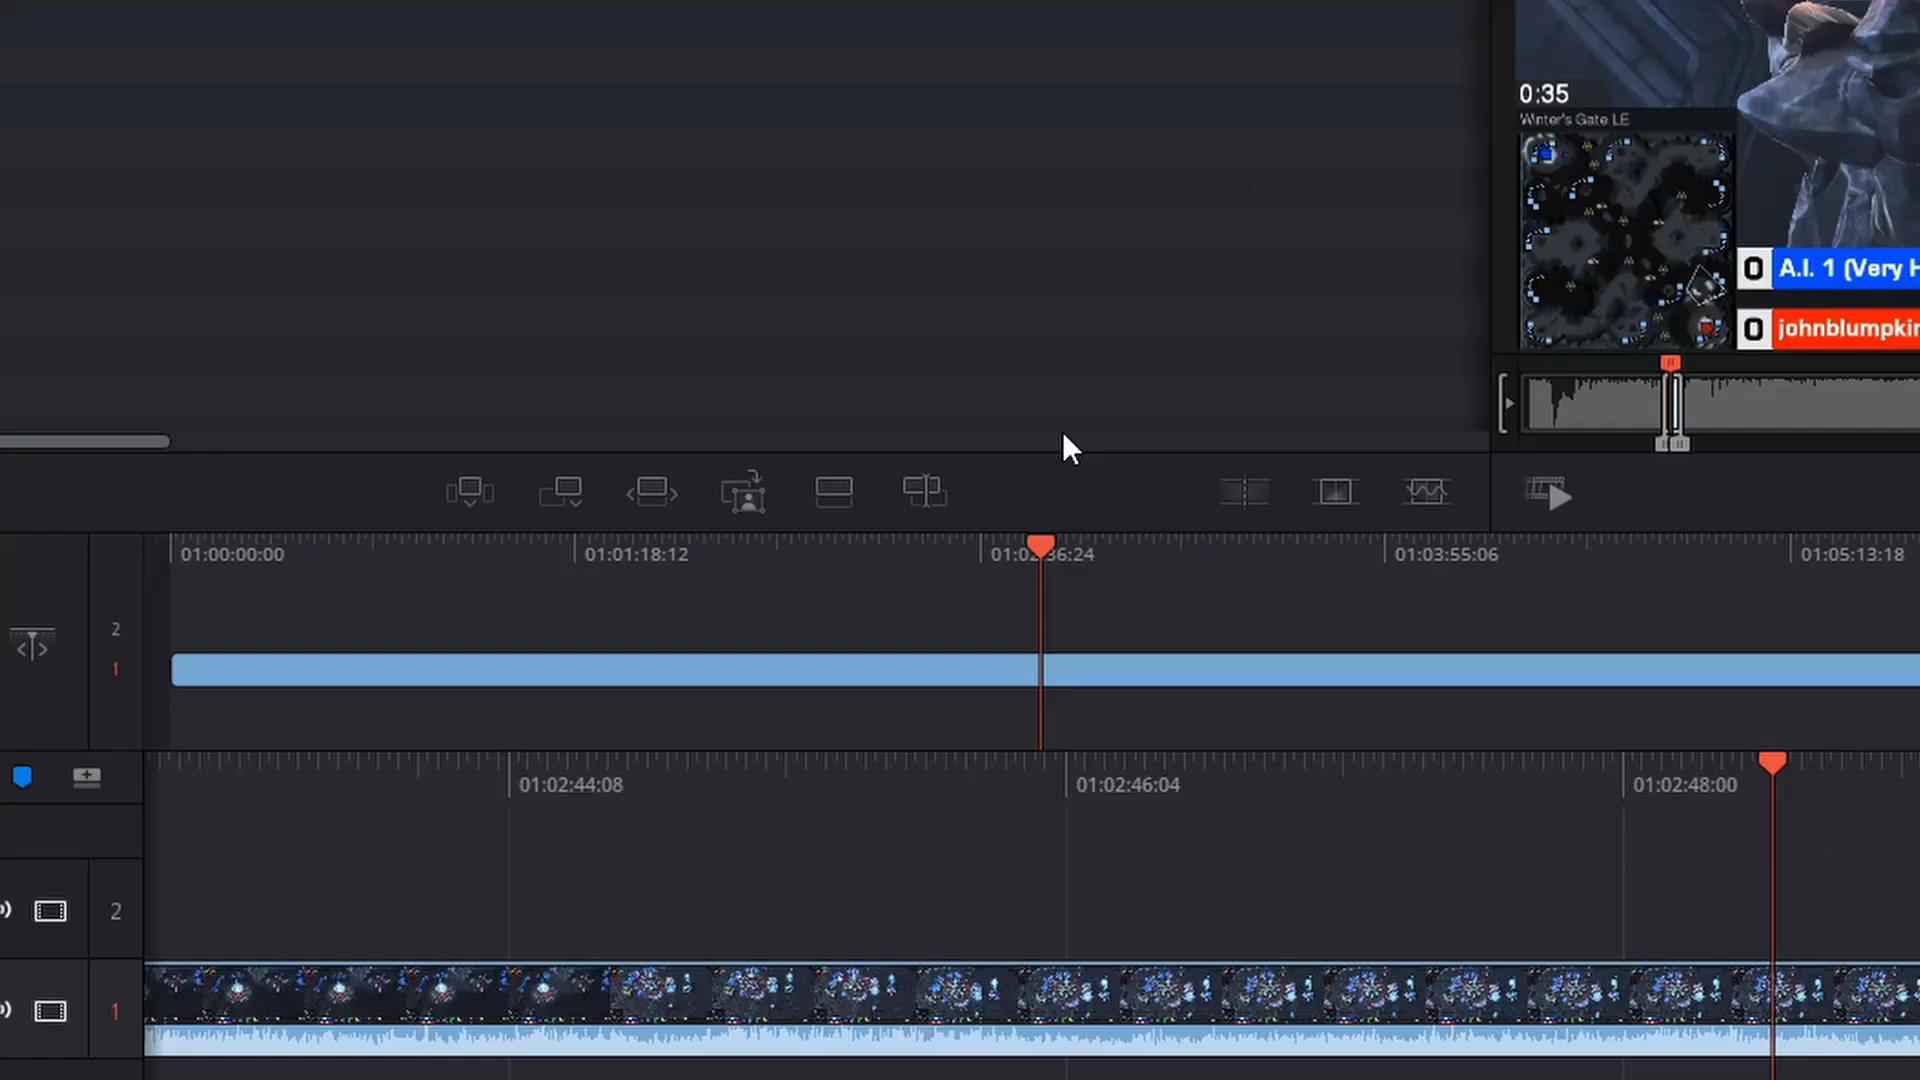 0:35
Winter's Gate LE
0 A.I. 1 (Very H
0 johnblumpkin
01:00:00:00 01:01:18:12 01:02:36:24 01:03:55:06 01:05:13:18
2
1
01:02:44:08 01:02:46:04 01:02:48:00
2
1